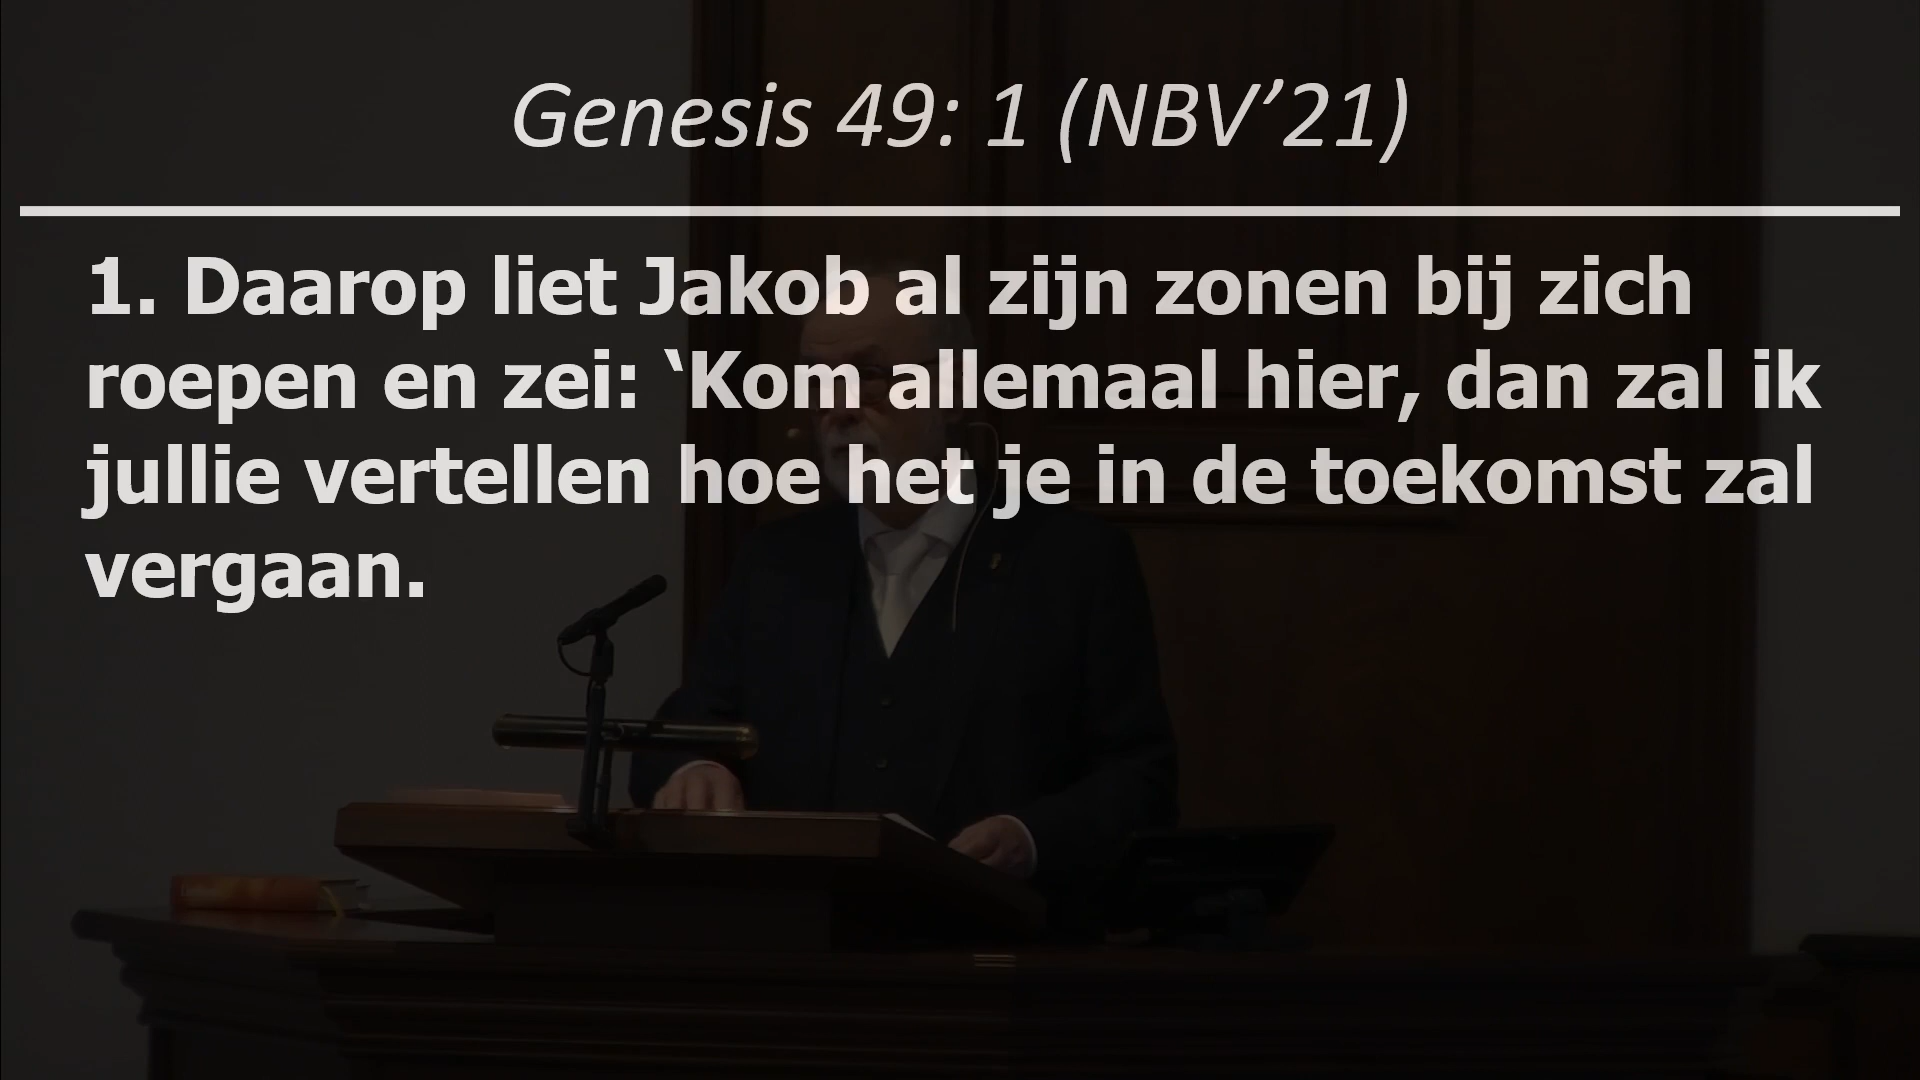 Genesis 49: 1 (NBV’21)
1. Daarop liet Jakob al zijn zonen bij zich
roepen en zei: ‘Kom allemaal hier, dan zal ik
jullie vertellen hoe het je in de toekomst zal
vergaan.